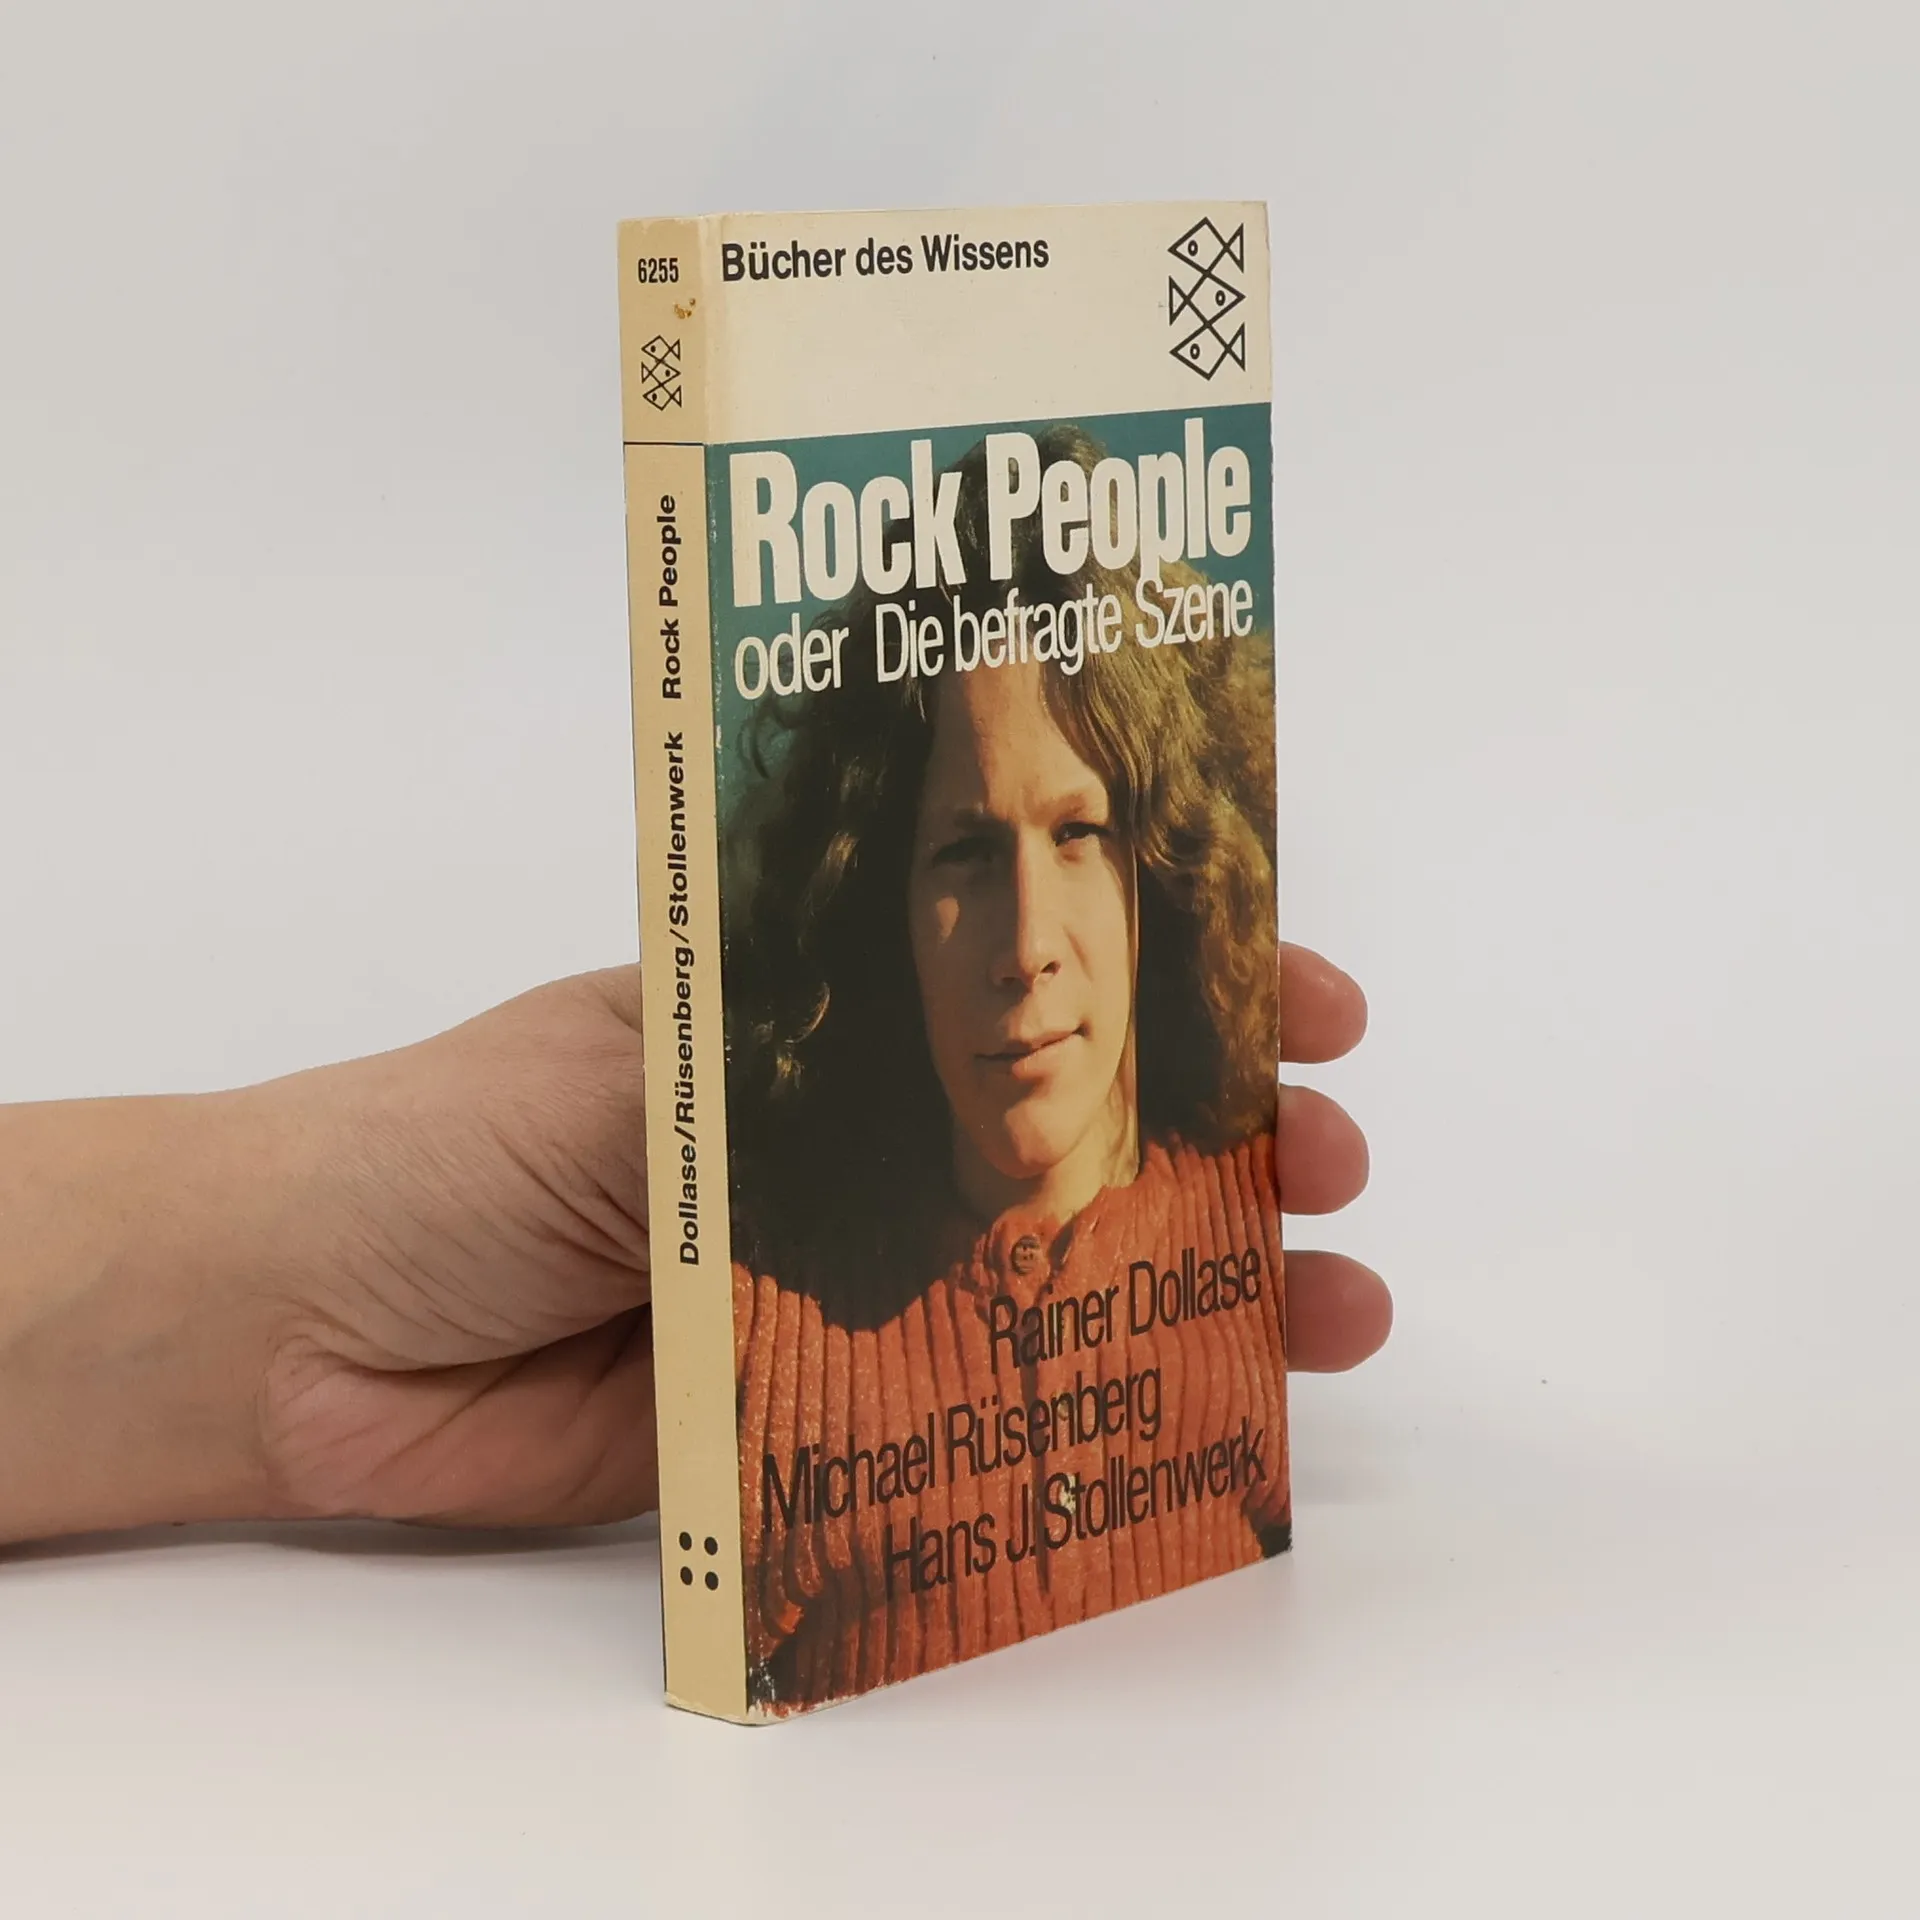 6255
Dollase/Rüsenberg/Stollenwerk Rock People
Bücher des Wissens
Rock People
oder Die befragte Szene
Rainer Dollase
Michael Rüsenberg
Hans J. Stollenwerk